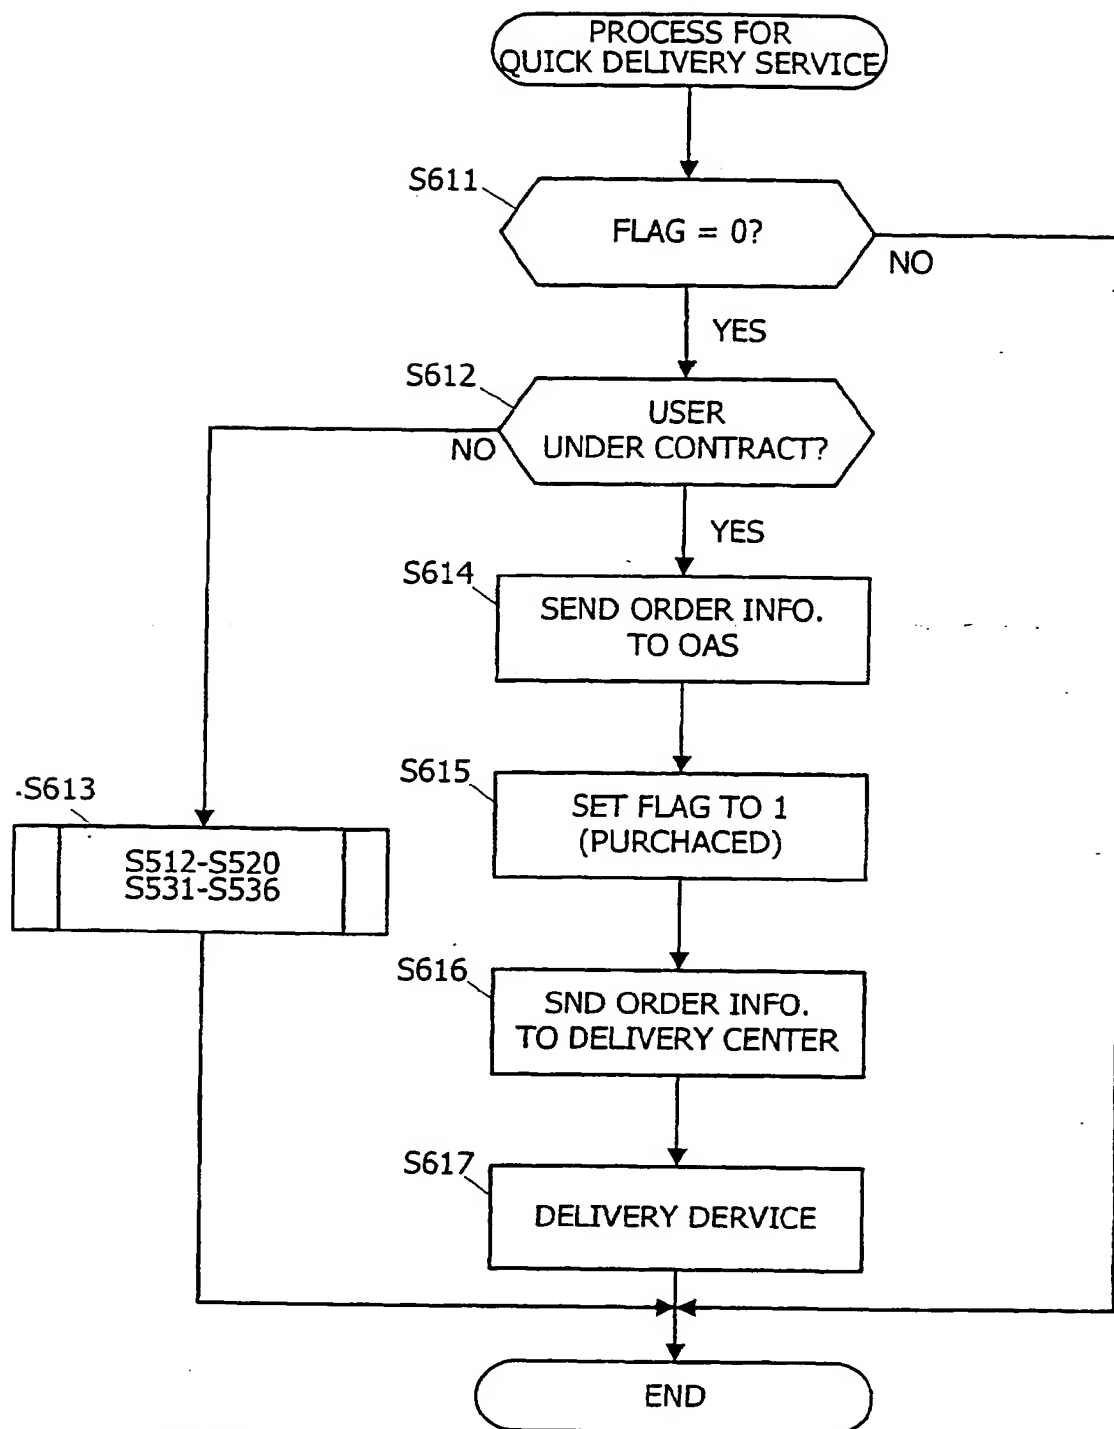 PROCESS FOR
QUICK DELIVERY SERVICE
S611
FLAG = 0?
NO
YES
S612
USER
UNDER CONTRACT?
NO
YES
S614
SEND ORDER INFO.
TO OAS
S615
SET FLAG TO 1
(PURCHACED)
.S613
S512-S520
S531-S536
S616
SND ORDER INFO.
TO DELIVERY CENTER
S617
DELIVERY DERVICE
END